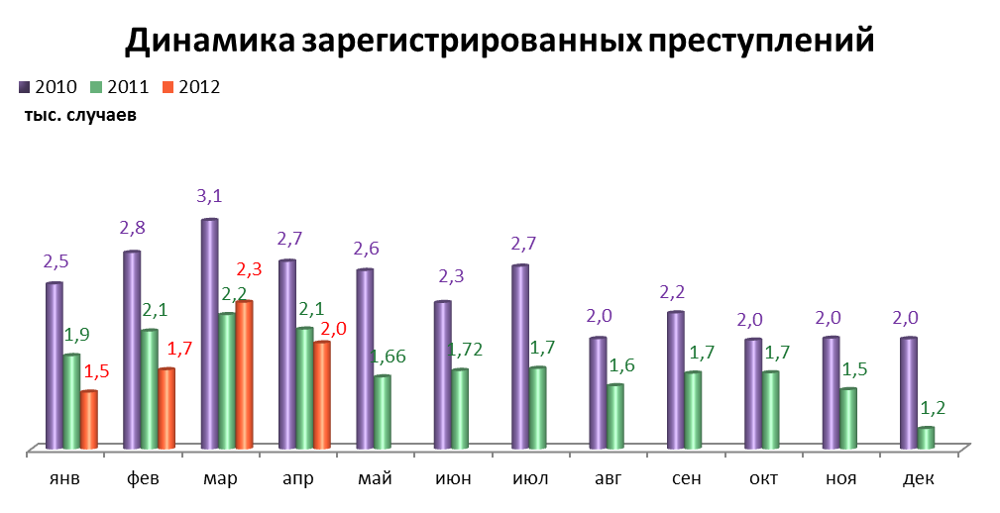 Динамика зарегистрированных преступлений
2010 2011 2012
тыс. случаев
3,1
2,8
2,7 2,6 2,7
2,5
2,3 2,3
2,2 2,2
2,1 2,1 2,0 2,0 2,0 2,0 2,0
1,9
1,7 1,66 1,72 1,7 1,7 1,7
1,5 1,6 1,5
1,2
янв фев мар апр май июн июл авг сен окт ноя дек